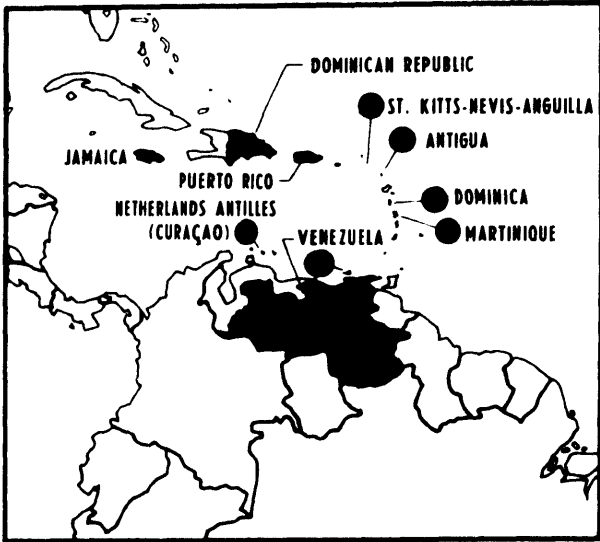 DOMINICAN REPUBLIC
ST. KITTS-NEVIS-ANGUILLA
ANTIGUA
JAMAICA
PUERTO RICO
DOMINICA
NETHERLANDS ANTILLES
(CURAÇAO)
VENEZUELA
MARTINIQUE